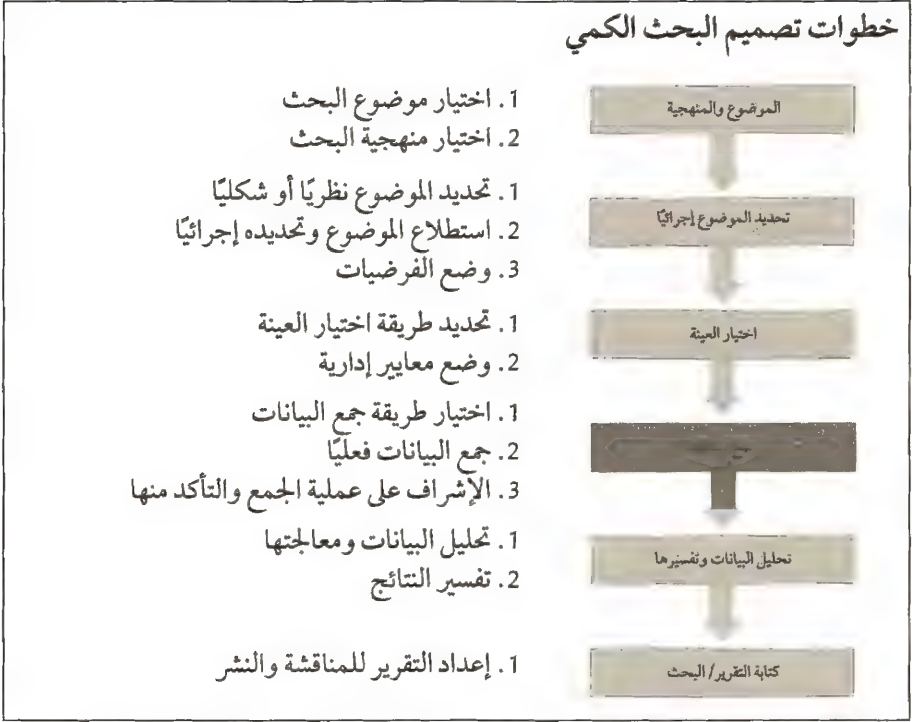 خطوات تصميم البحث الكمي
الموضوع والمنهجية
1. اختيار موضوع البحث
2. اختيار منهجية البحث
تحديد الموضوع إجرائيًا
1. تحديد الموضوع نظريًا أو شكليًا
2. استطلاع الموضوع وتحديده إجرائيًا
3. وضع الفرضيات
اختيار العينة
1. تحديد طريقة اختيار العينة
2. وضع معايير إدارية
1. اختيار طريقة جمع البيانات
2. جمع البيانات فعليًا
3. الإشراف على عملية الجمع والتأكد منها
تحليل البيانات وتفسيرها
1. تحليل البيانات ومعالجتها
2. تفسير النتائج
كتابة التقرير/ البحث
1. إعداد التقرير للمناقشة والنشر